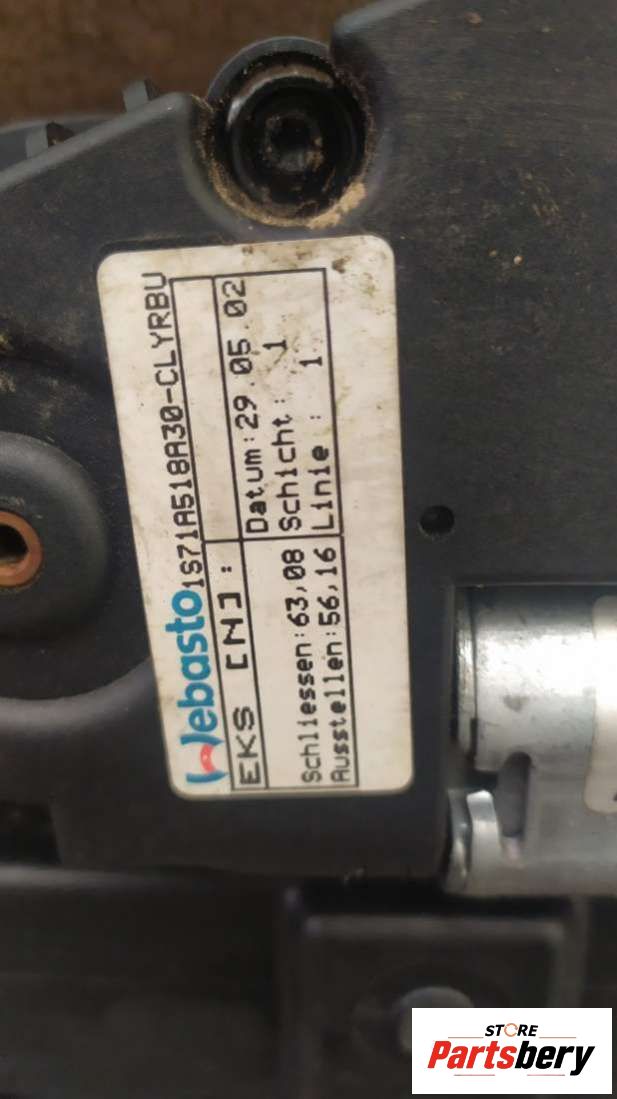 Webasto 1S71A518A30-CLYRBU
EKS [N]:
Datum:29.05.02
Schliessen:63,08 Schicht: 1
Ausstellen:56,16 Linie : 1
STORE
Partsbery